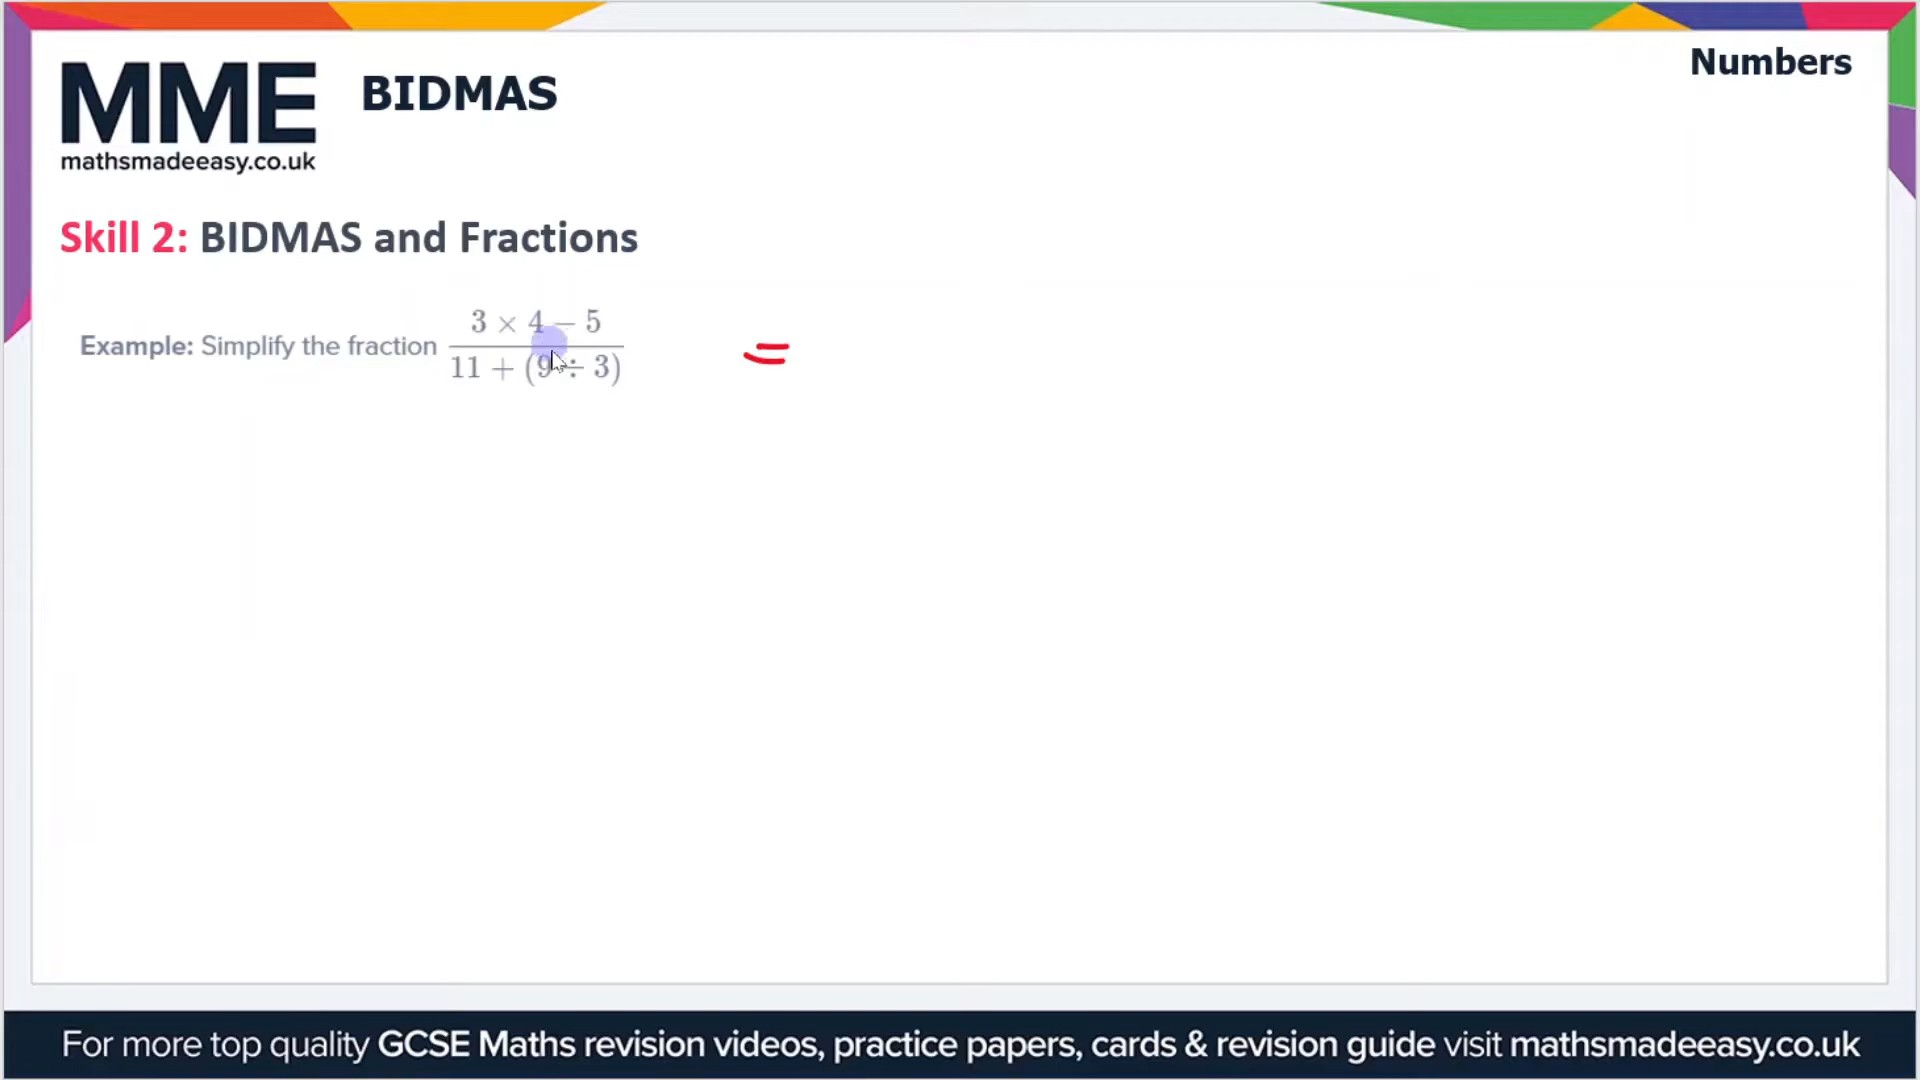 MME
mathsmadeeasy.co.uk
BIDMAS
Numbers
Skill 2: BIDMAS and Fractions
3 × 4 − 5
Example: Simplify the fraction
11 + (9 ÷ 3)
=
For more top quality GCSE Maths revision videos, practice papers, cards & revision guide visit mathsmadeeasy.co.uk